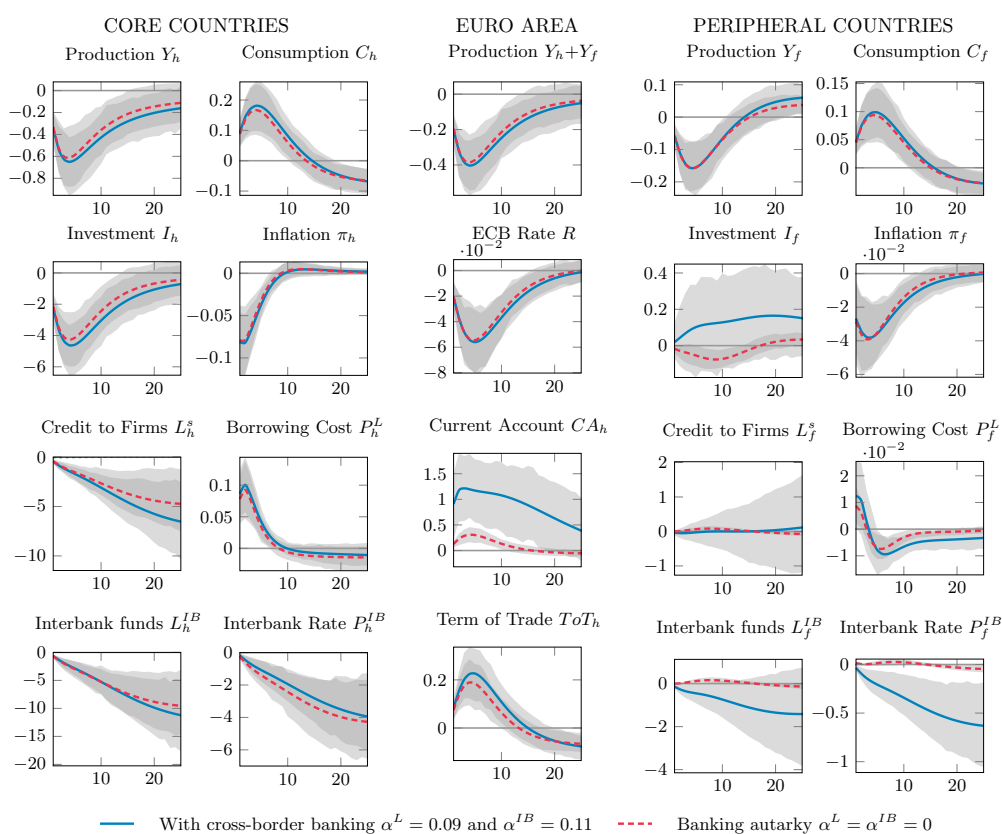 CORE COUNTRIES EURO AREA PERIPHERAL COUNTRIES
Production Y_h Consumption C_h Production Y_h+Y_f Production Y_f Consumption C_f
0 −0.2 −0.4 −0.6 −0.8 10 20
0.2 0.1 0 −0.1 10 20
0 −0.2 −0.4 10 20
0.1 0 −0.1 −0.2 10 20
0.15 0.1 0.05 0 10 20
Investment I_h Inflation π_h ECB Rate R Investment I_f Inflation π_f
0 −2 −4 −6 10 20
0 −0.05 −0.1 10 20
·10⁻² 0 −2 −4 −6 −8 10 20
0.4 0.2 0 10 20
·10⁻² 0 −2 −4 −6 10 20
Credit to Firms L_h^s Borrowing Cost P_h^L Current Account CA_h Credit to Firms L_f^s Borrowing Cost P_f^L
0 −5 −10 10 20
0.1 0.05 0 10 20
1.5 1 0.5 0 10 20
2 1 0 −1 10 20
·10⁻² 2 1 0 −1 10 20
Interbank funds L_h^{IB} Interbank Rate P_h^{IB} Term of Trade ToT_h Interbank funds L_f^{IB} Interbank Rate P_f^{IB}
0 −5 −10 −15 −20 10 20
0 −2 −4 −6 10 20
0.2 0 10 20
0 −2 −4 10 20
0 −0.5 −1 10 20
With cross-border banking α^L = 0.09 and α^{IB} = 0.11 Banking autarky α^L = α^{IB} = 0